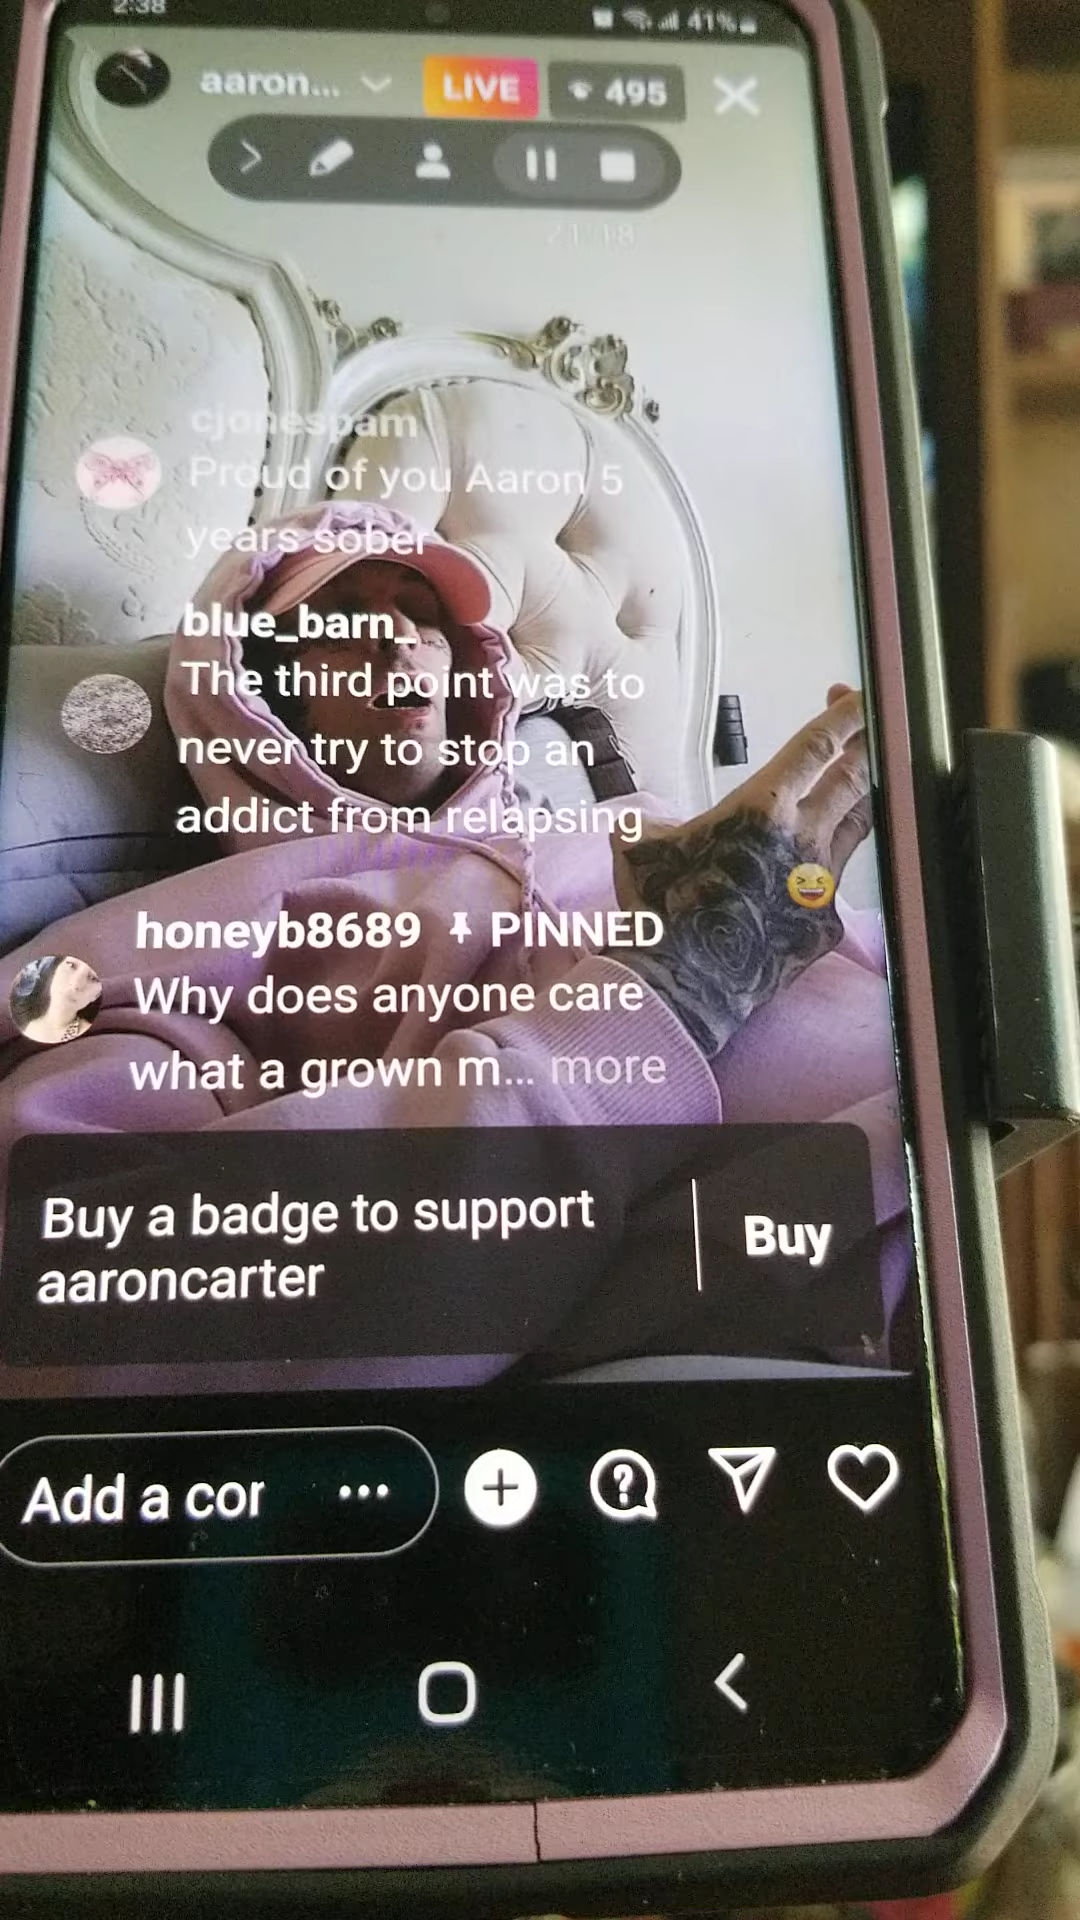 2:38
41%
aaron...
LIVE
495
21:18
cjonespam
Proud of you Aaron 5
years sober
blue_barn_
The third point was to
never try to stop an
addict from relapsing
honeyb8689 PINNED
Why does anyone care
what a grown m... more
Buy a badge to support
aaroncarter
Buy
Add a cor